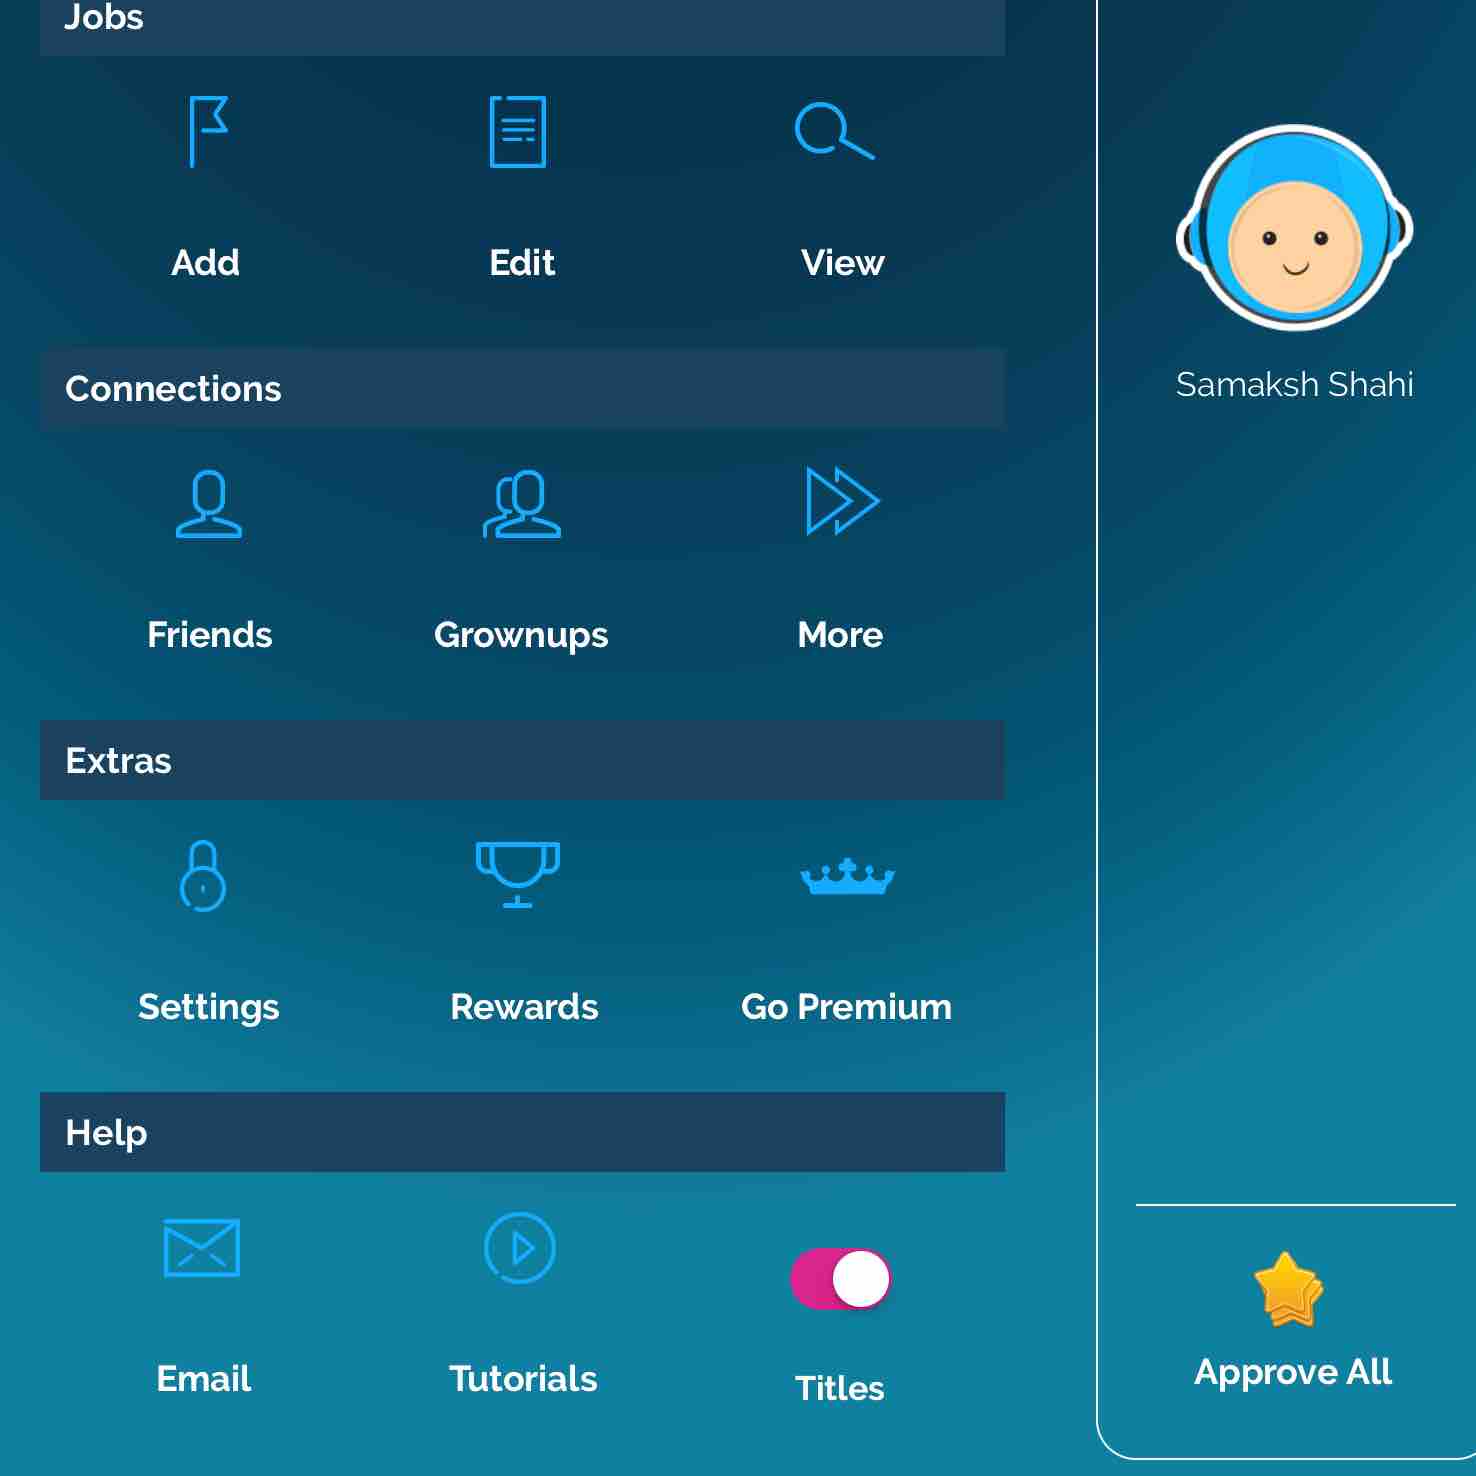 Jobs
Add
Edit
View
Connections
Friends
Grownups
More
Extras
Settings
Rewards
Go Premium
Help
Email
Tutorials
Titles
Samaksh Shahi
Approve All